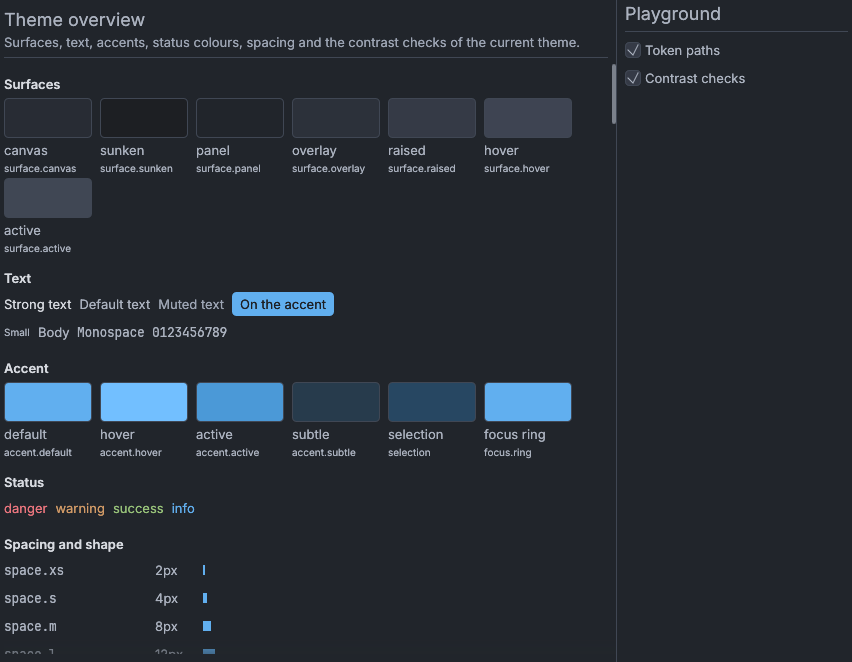 Theme overview
Surfaces, text, accents, status colours, spacing and the contrast checks of the current theme.
Surfaces
canvas sunken panel overlay raised hover
surface.canvas surface.sunken surface.panel surface.overlay surface.raised surface.hover
active
surface.active
Text
Strong text Default text Muted text On the accent
Small Body Monospace 0123456789
Accent
default hover active subtle selection focus ring
accent.default accent.hover accent.active accent.subtle selection focus.ring
Status
danger warning success info
Spacing and shape
space.xs 2px
space.s 4px
space.m 8px
space.l 12px
Playground
Token paths
Contrast checks